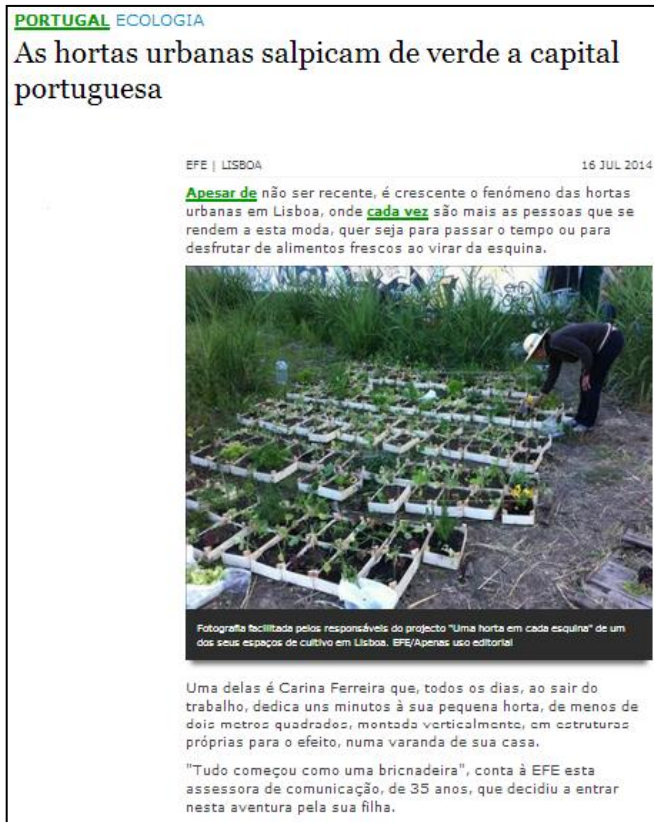 PORTUGAL ECOLOGIA
As hortas urbanas salpicam de verde a capital
portuguesa
EFE | LISBOA 16 JUL 2014
Apesar de não ser recente, é crescente o fenómeno das hortas
urbanas em Lisboa, onde cada vez são mais as pessoas que se
rendem a esta moda, quer seja para passar o tempo ou para
desfrutar de alimentos frescos ao virar da esquina.
Fotografia facilitada pelos responsáveis do projecto "Uma horta em cada esquina" de um
dos seus espaços de cultivo em Lisboa. EFE/Apenas uso editorial
Uma delas é Carina Ferreira que, todos os dias, ao sair do
trabalho, dedica uns minutos à sua pequena horta, de menos de
dois metros quadrados, montada verticalmente, em estruturas
próprias para o efeito, numa varanda de sua casa.
"Tudo começou como uma bricnadeira", conta à EFE esta
assessora de comunicação, de 35 anos, que decidiu a entrar
nesta aventura pela sua filha.